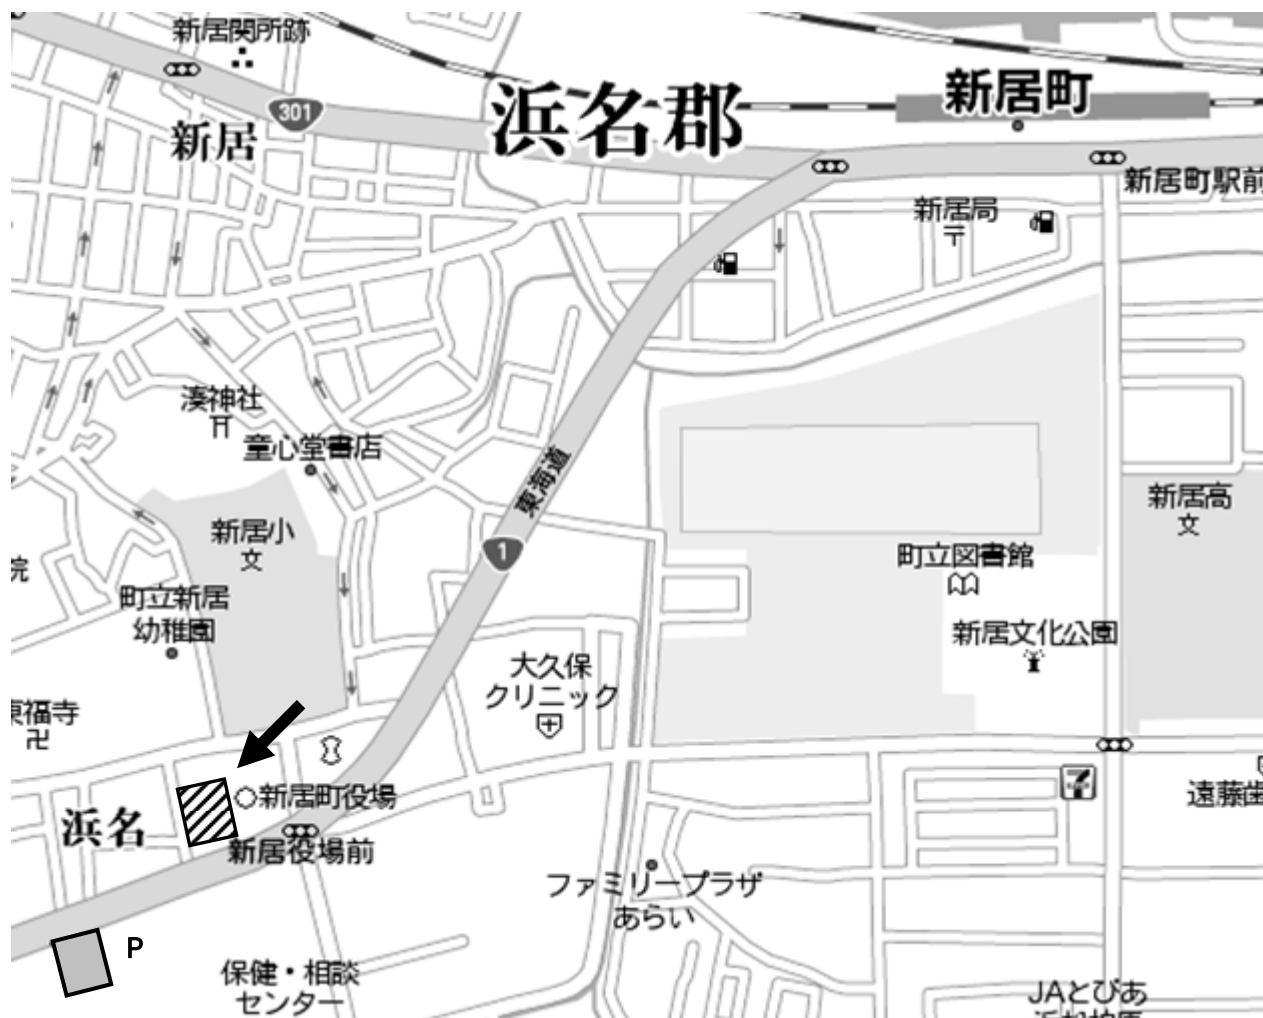 新居関所跡
301
新居
浜名郡
新居町
新居町駅前
新居局
湊神社
童心堂書店
東海道
1
新居小
文
町立新居
幼稚園
院
新居高
文
町立図書館
新居文化公園
大久保
クリニック
東福寺
新居町役場
浜名
新居役場前
遠藤歯
ファミリープラザ
あらい
P
保健・相談
センター
JAとぴあ